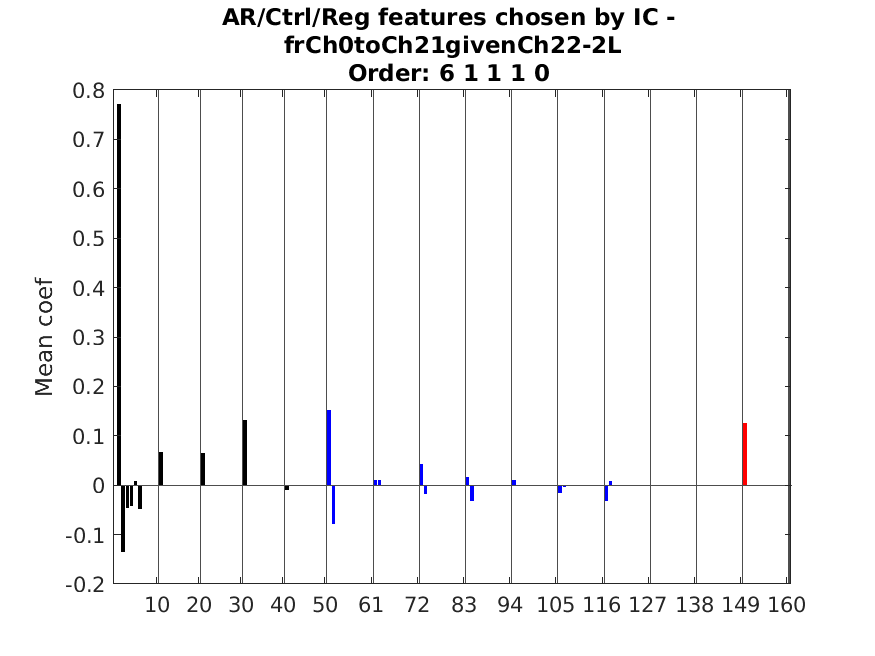 AR/Ctrl/Reg features chosen by IC -
frCh0toCh21givenCh22-2L
Order: 6 1 1 1 0
0.8
0.7
0.6
0.5
0.4
0.3
0.2
0.1
0
-0.1
-0.2
Mean coef
10 20 30 40 50 61 72 83 94 105 116 127 138 149 160